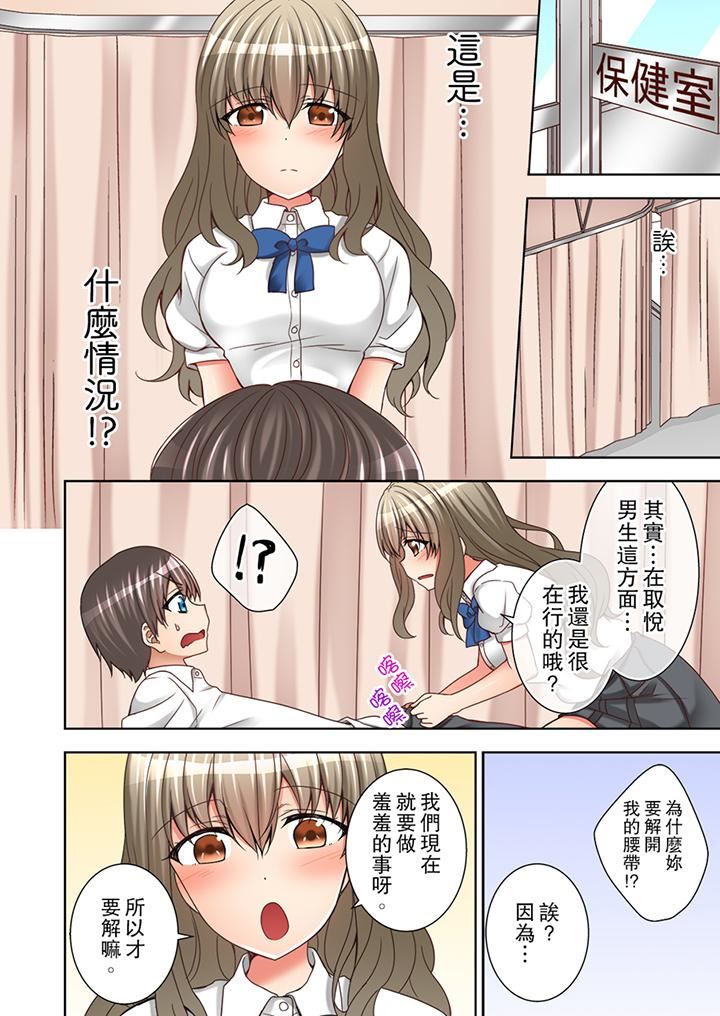 保健室
誒…
這是…
什麼情況!?
其實…在取悅
男生這方面…
我還是很
在行的哦？
!?
喀嚓
喀嚓
為什麼妳
要解開
我的腰帶!?
誒？
因為…
我們現在
就要做
羞羞的事呀。
所以才
要解嘛。